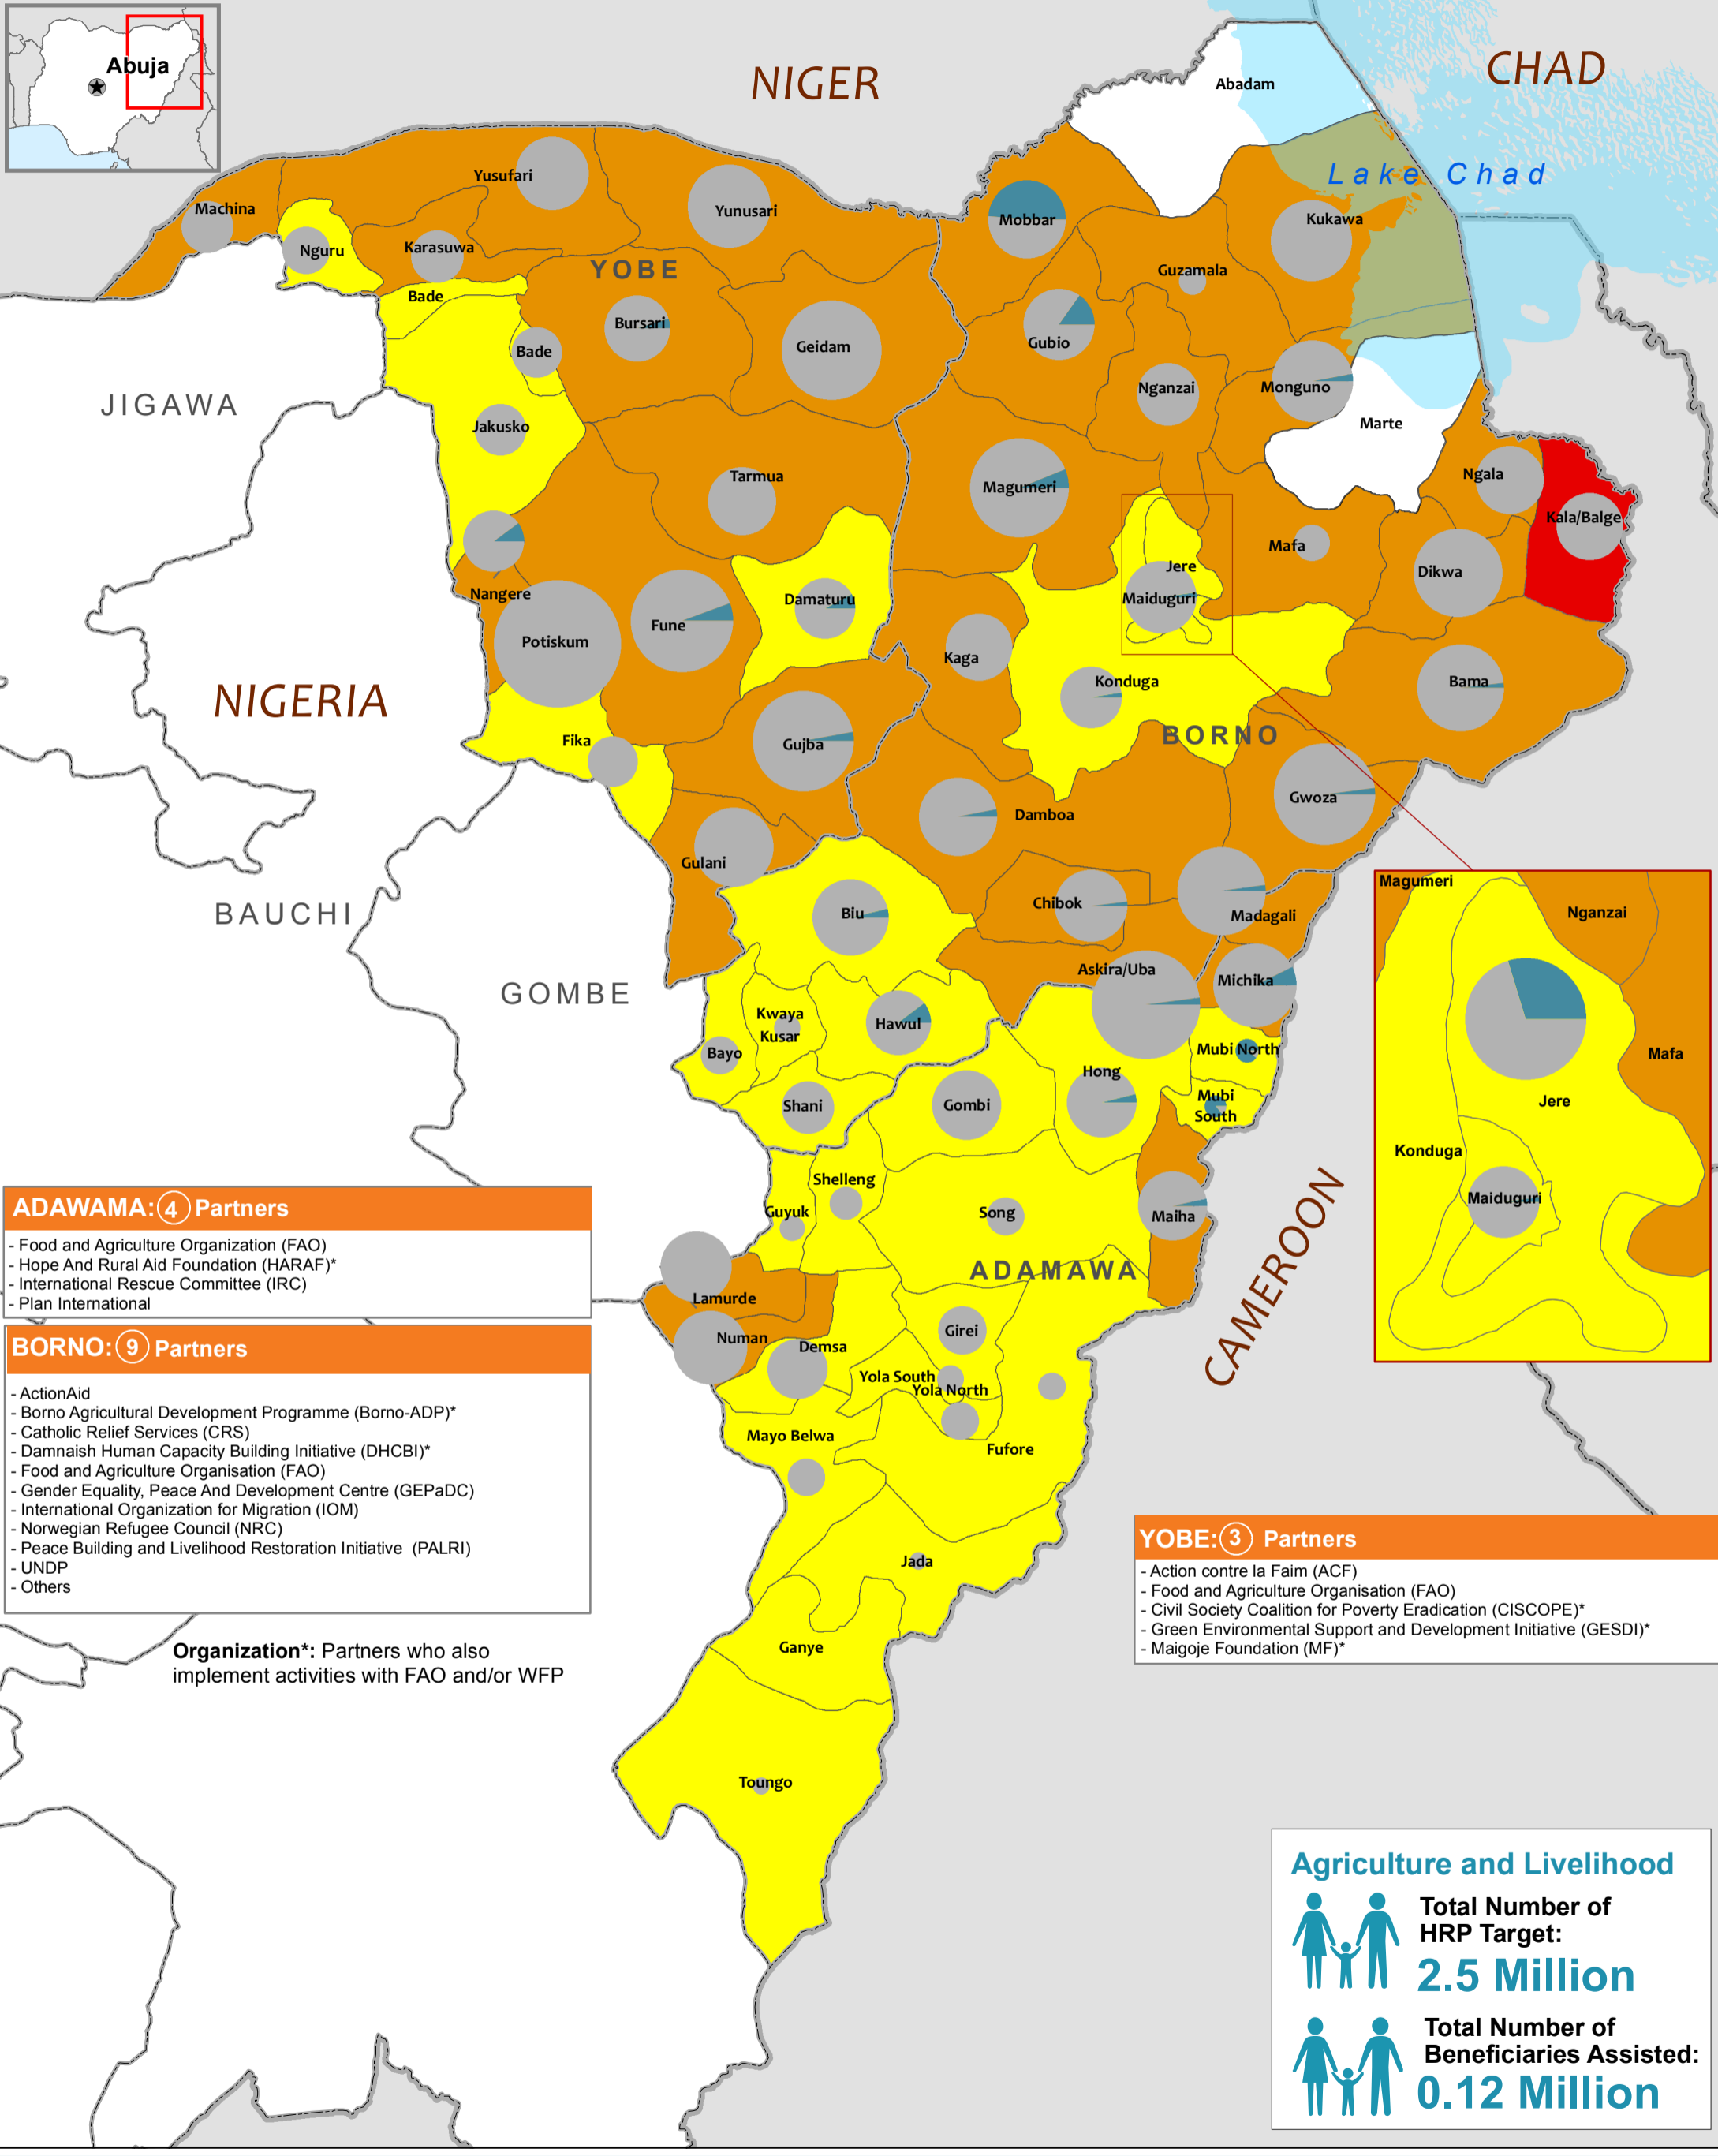 Abuja
NIGER
CHAD
Abadam
Lake Chad
Yusufari
Machina
Yunusari
Mobbar
Kukawa
Nguru
Karasuwa
YOBE
Guzamala
Bade
Bursari
Geidam
Gubio
Bade
Nganzai
Monguno
JIGAWA
Marte
Jakusko
Tarmua
Magumeri
Ngala
Kala/Balge
Mafa
Jere
Dikwa
Nangere
Damaturu
Maiduguri
Fune
Potiskum
Kaga
Konduga
Bama
NIGERIA
Fika
Gujba
BORNO
Gwoza
Damboa
Gulani
Chibok
Biu
Madagali
BAUCHI
Askira/Uba
Michika
GOMBE
Kwaya
Kusar
Hawul
Bayo
Mubi North
Hong
Shani
Gombi
Mubi
South
Shelleng
Guyuk
Song
Maiha
ADAMAWA
CAMEROON
Lamurde
Numan
Demsa
Girei
Yola South
Yola North
Mayo Belwa
Fufore
Jada
Ganye
Toungo
Magumeri
Nganzai
Mafa
Jere
Konduga
Maiduguri
ADAWAMA: 4 Partners
- Food and Agriculture Organization (FAO)
- Hope And Rural Aid Foundation (HARAF)*
- International Rescue Committee (IRC)
- Plan International
BORNO: 9 Partners
- ActionAid
- Borno Agricultural Development Programme (Borno-ADP)*
- Catholic Relief Services (CRS)
- Damnaish Human Capacity Building Initiative (DHCBI)*
- Food and Agriculture Organisation (FAO)
- Gender Equality, Peace And Development Centre (GEPaDC)
- International Organization for Migration (IOM)
- Norwegian Refugee Council (NRC)
- Peace Building and Livelihood Restoration Initiative (PALRI)
- UNDP
- Others
Organization*: Partners who also
implement activities with FAO and/or WFP
YOBE: 3 Partners
- Action contre la Faim (ACF)
- Food and Agriculture Organisation (FAO)
- Civil Society Coalition for Poverty Eradication (CISCOPE)*
- Green Environmental Support and Development Initiative (GESDI)*
- Maigoje Foundation (MF)*
Agriculture and Livelihood
Total Number of
HRP Target:
2.5 Million
Total Number of
Beneficiaries Assisted:
0.12 Million